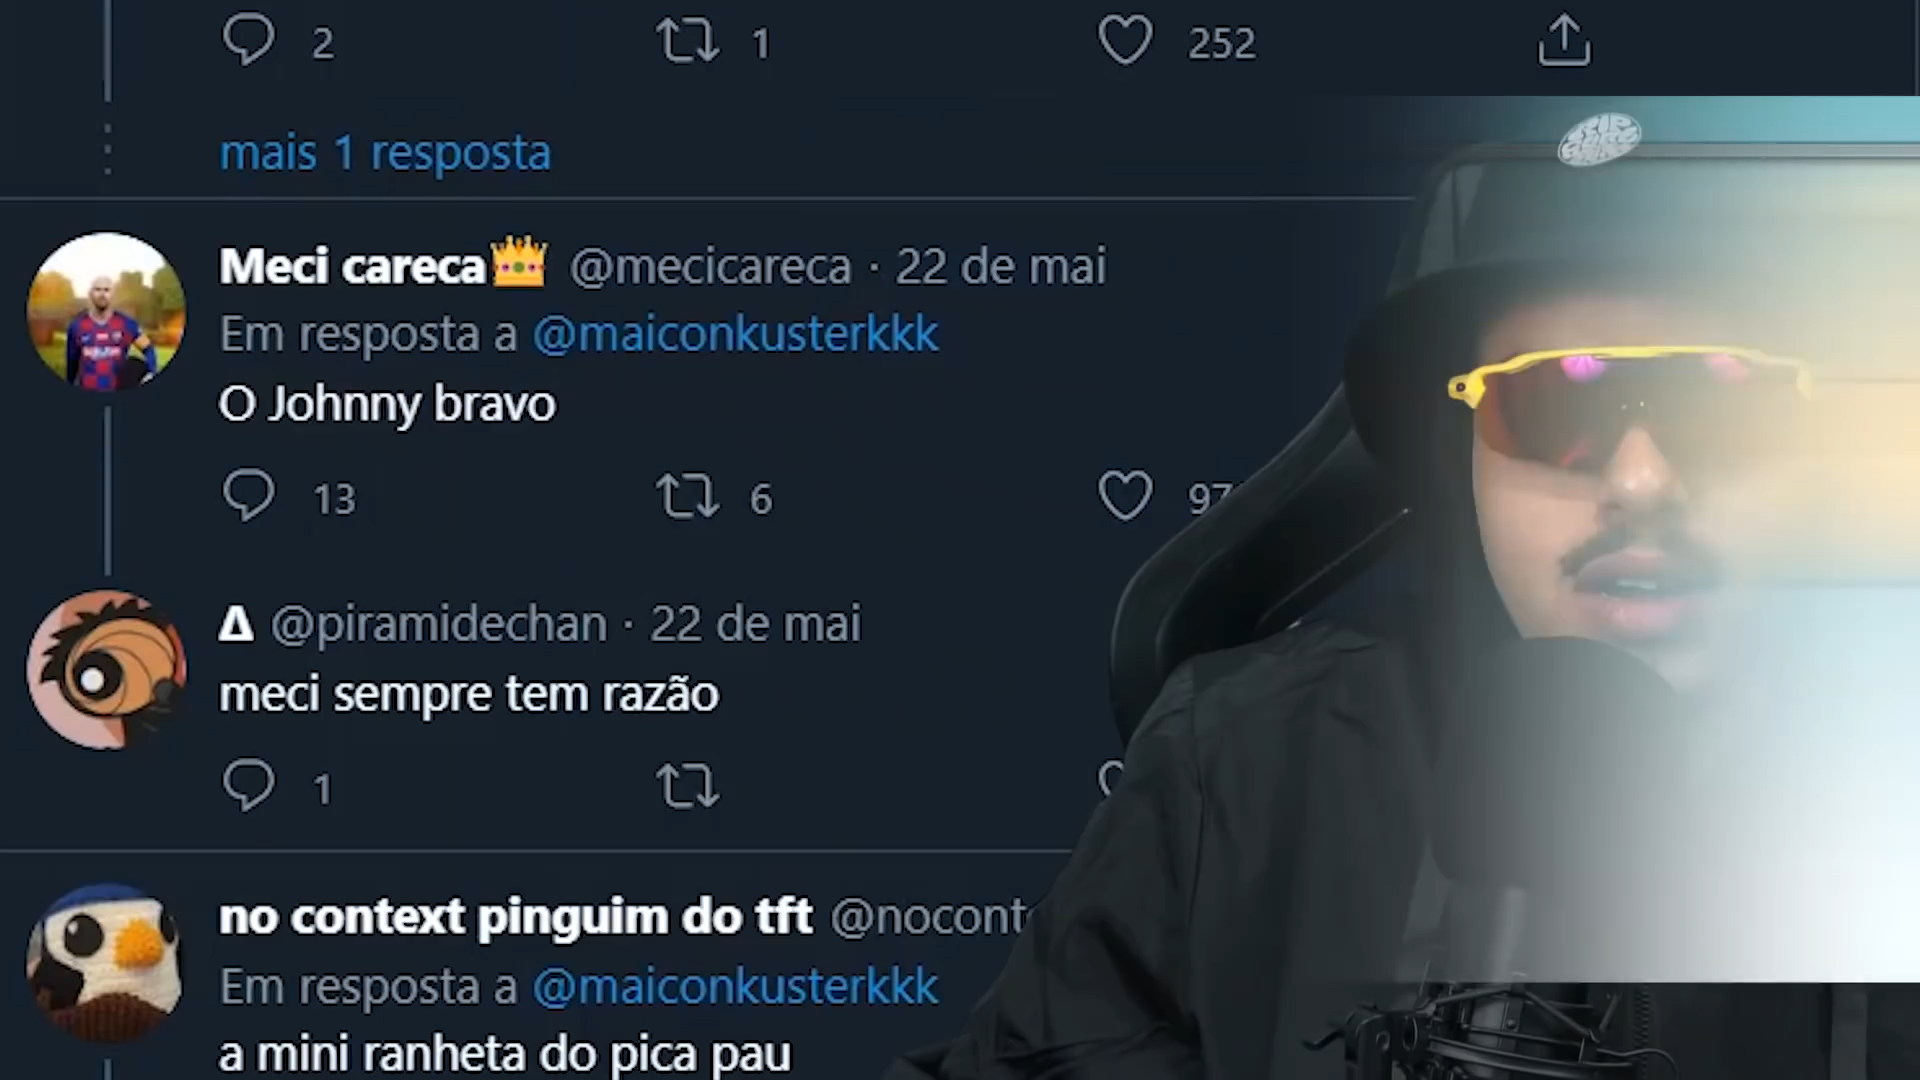 2 1 252
mais 1 resposta
Meci careca @mecicareca · 22 de mai
Em resposta a @maiconkusterkkk
O Johnny bravo
13 6 97
Δ @piramidechan · 22 de mai
meci sempre tem razão
1
no context pinguim do tft @nocont
Em resposta a @maiconkusterkkk
a mini ranheta do pica pau